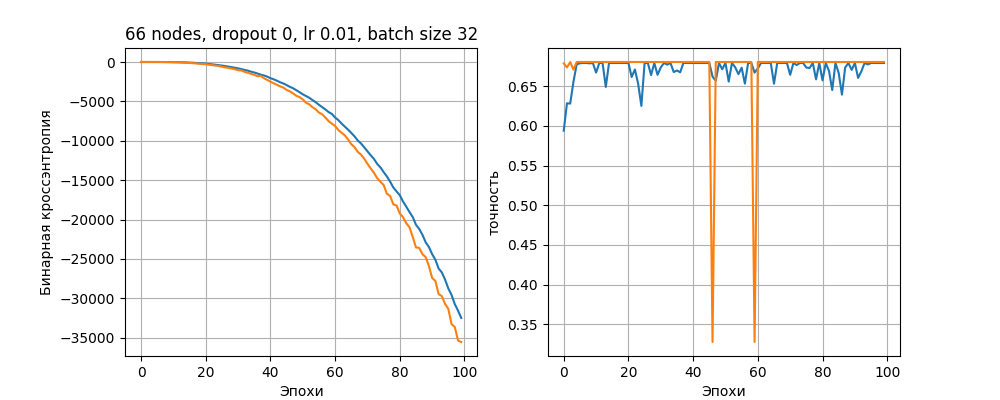 66 nodes, dropout 0, lr 0.01, batch size 32
Бинарная кроссэнтропия
0
−5000
−10000
−15000
−20000
−25000
−30000
−35000
0 20 40 60 80 100
Эпохи
точность
0.65
0.60
0.55
0.50
0.45
0.40
0.35
0 20 40 60 80 100
Эпохи